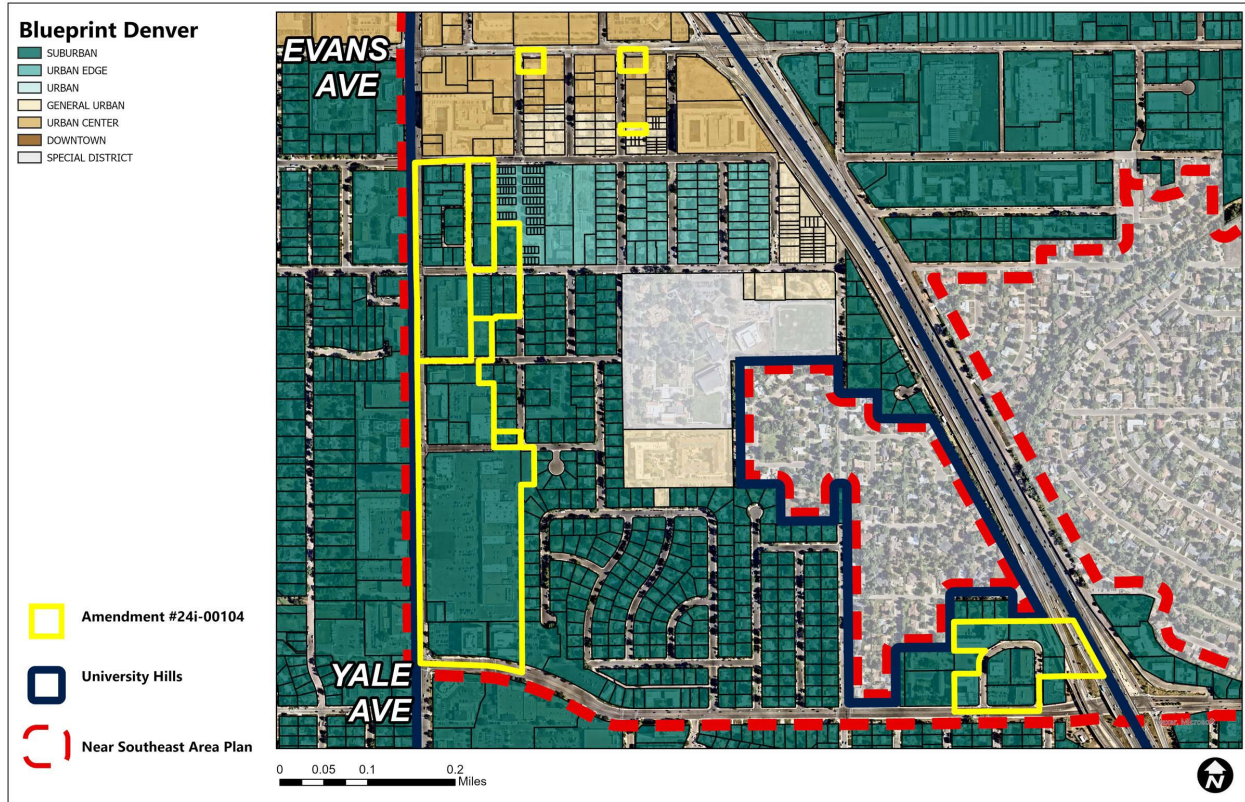 Blueprint Denver
SUBURBAN
URBAN EDGE
URBAN
GENERAL URBAN
URBAN CENTER
DOWNTOWN
SPECIAL DISTRICT
EVANS
AVE
YALE
AVE
Amendment #24i-00104
University Hills
Near Southeast Area Plan
0 0.05 0.1 0.2
Miles
Microsoft
N